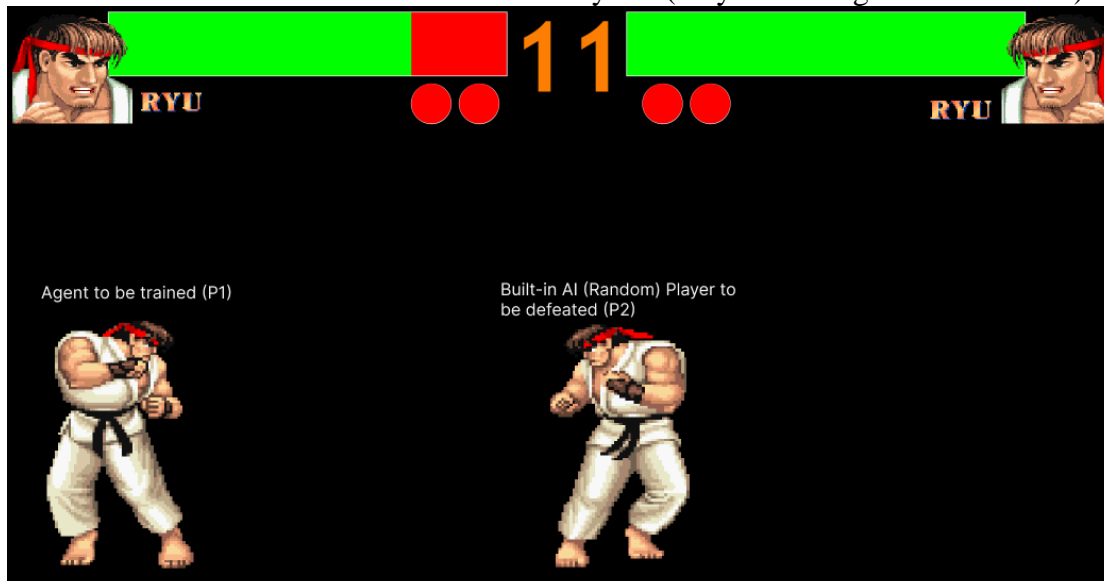 11
RYU
RYU
Agent to be trained (P1)
Built-in AI (Random) Player to
be defeated (P2)